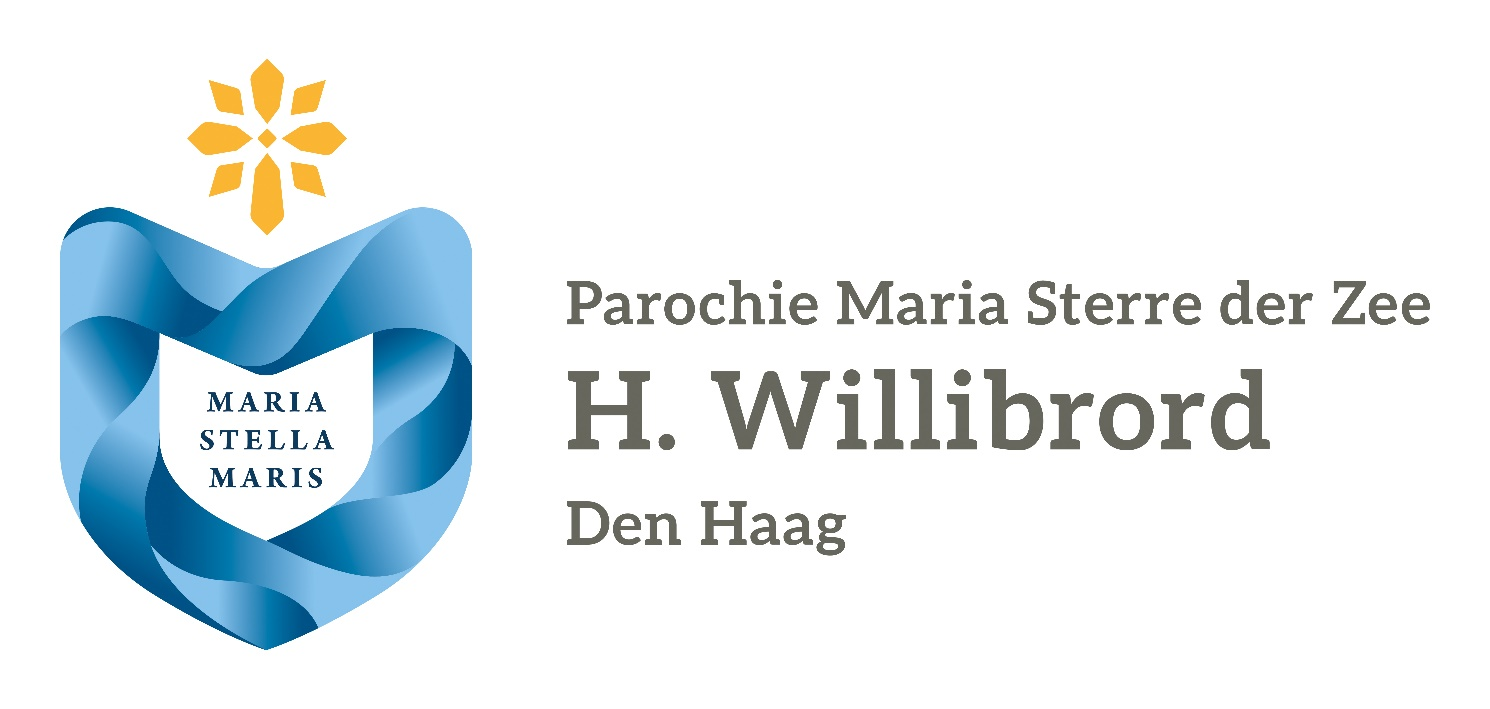 MARIA
STELLA
MARIS
Parochie Maria Sterre der Zee
H. Willibrord
Den Haag